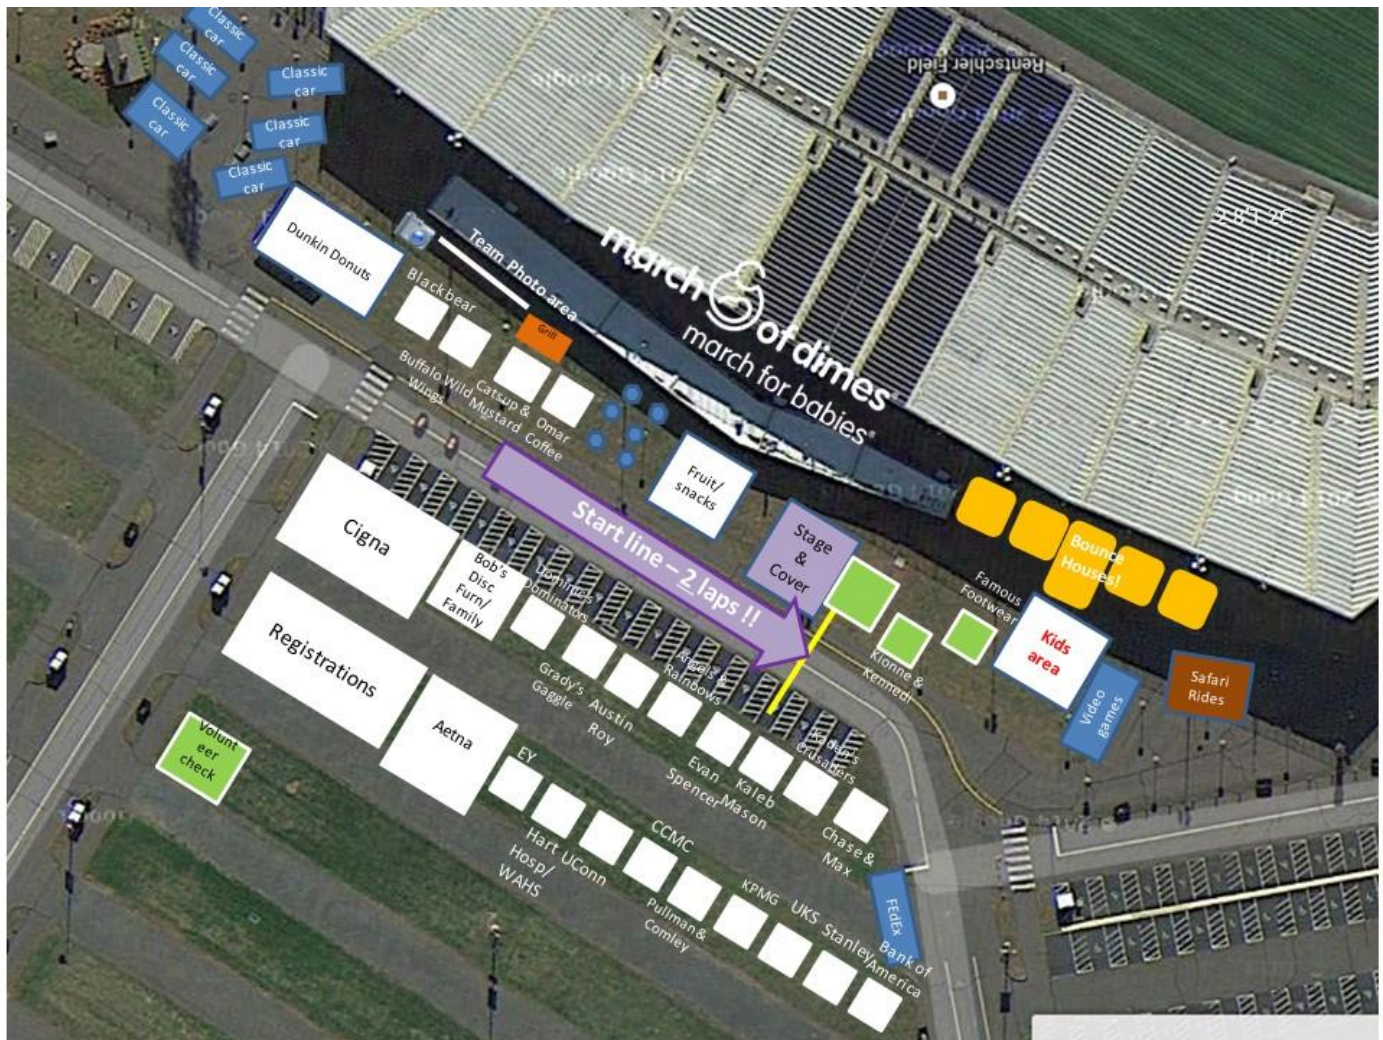 Classic
car
Classic
car
Classic
car
Classic
car
Classic
car
Classic
car
Rentschler Field
Dunkin Donuts
Team Photo area
march of dimes
march for babies®
Blackbear
Grill
Buffalo Wild
Wings
Catsup &
Mustard
Omar
Coffee
Fruit/
snacks
Stage
&
Cover
Start line – 2 laps !!
Bounce
Houses!
Famous
Footwear
Kids
area
Video
games
Safari
Rides
Kionne &
Kennedi
Cigna
Bob's
Disc
Furn/
Family
Dominic's
Dominators
Grady's
Gaggle
Austin
Roy
Angels &
Rainbows
Evan
Spencer
Kaleb
Mason
Crusaders
Chase &
Max
Registrations
Aetna
Volunt
eer
check
EY
Hart
Hosp/
WAHS
UConn
CCMC
Pullman &
Comley
KPMG
UKS
Stanley
FEdEx
Bank of
America